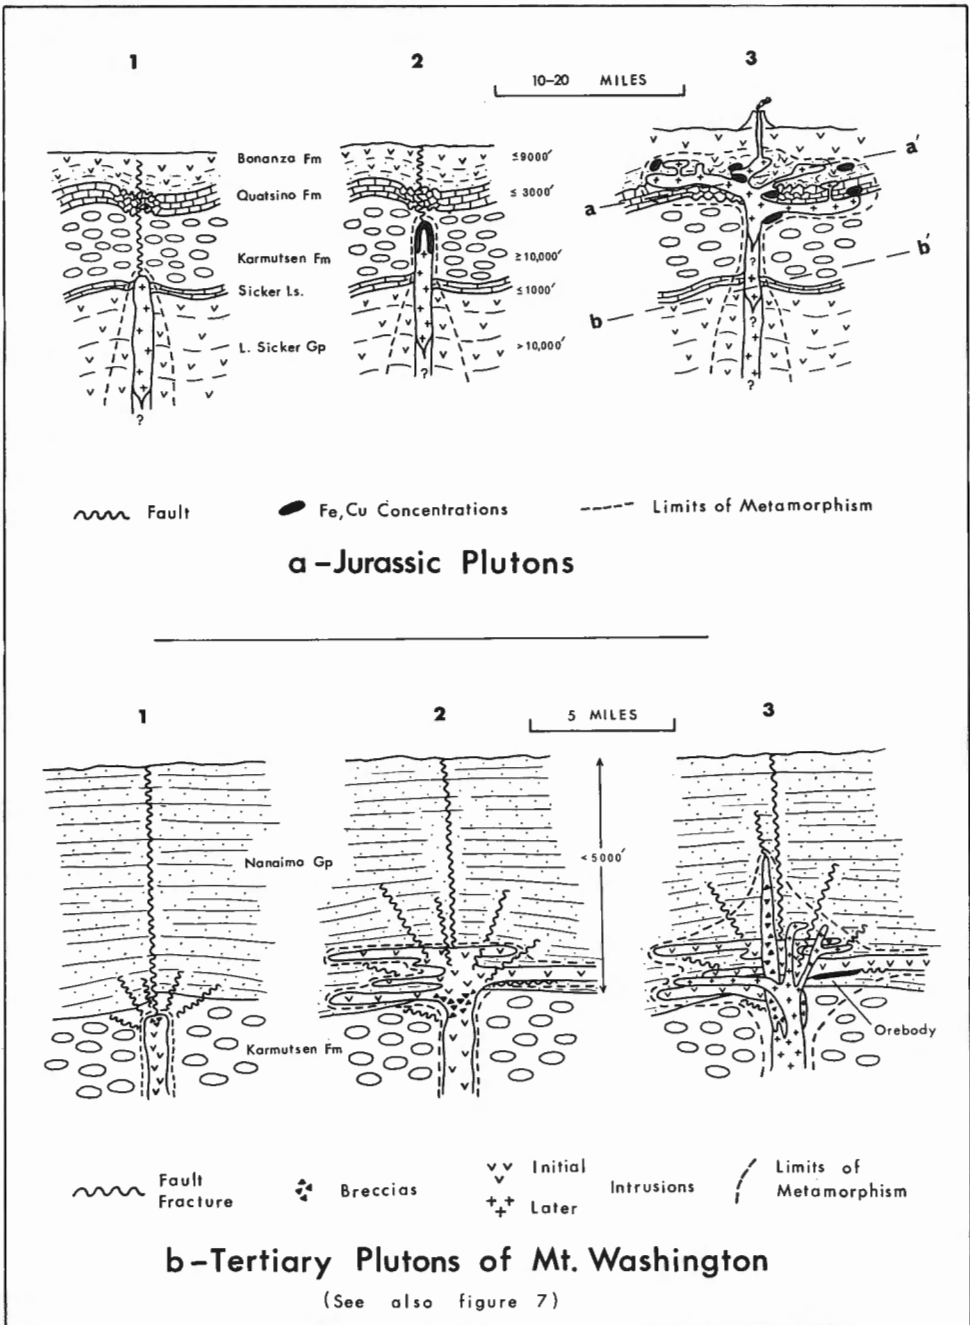 1 2 3
10-20 MILES
Bonanza Fm ≤9000'
Quatsino Fm ≤ 3000'
Karmutsen Fm ≥10,000'
Sicker Ls. ≤1000'
L. Sicker Gp >10,000'
a a'
b b'
? ? ? ? ?
Fault Fe,Cu Concentrations Limits of Metamorphism
a-Jurassic Plutons
1 2 3
5 MILES
Nanaimo Gp <5000'
Karmutsen Fm Orebody
Fault Fracture
Breccias
Initial
Later
Intrusions
Limits of
Metamorphism
b-Tertiary Plutons of Mt. Washington
(See also figure 7)